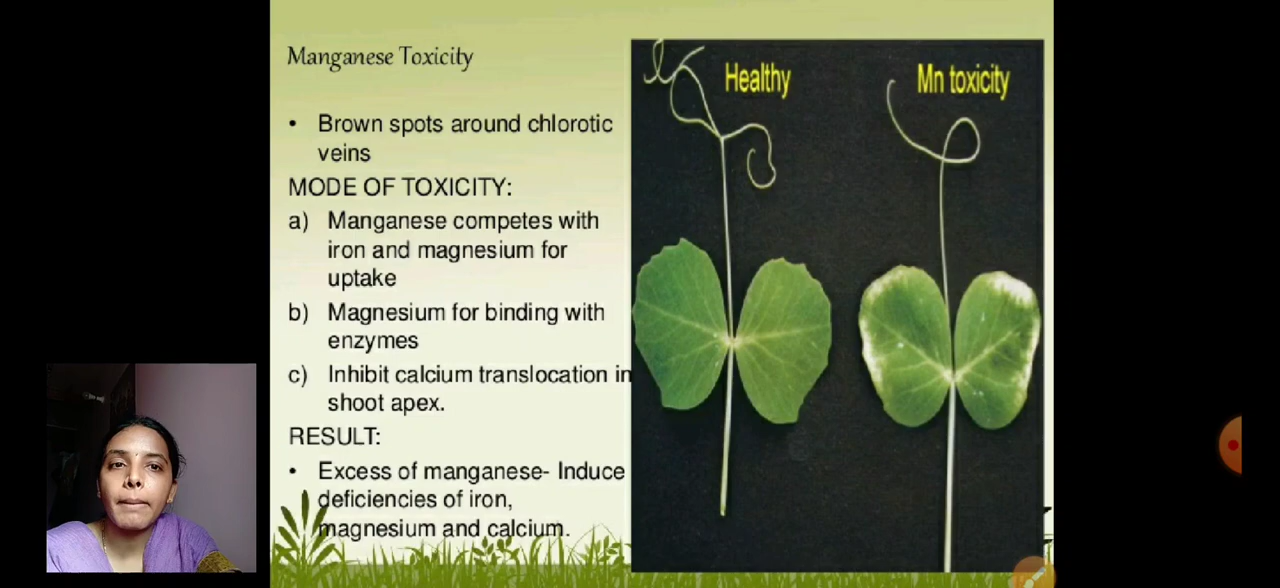 Manganese Toxicity
• Brown spots around chlorotic
veins
MODE OF TOXICITY:
a) Manganese competes with
iron and magnesium for
uptake
b) Magnesium for binding with
enzymes
c) Inhibit calcium translocation in
shoot apex.
RESULT:
• Excess of manganese- Induce
deficiencies of iron,
magnesium and calcium.
Healthy
Mn toxicity